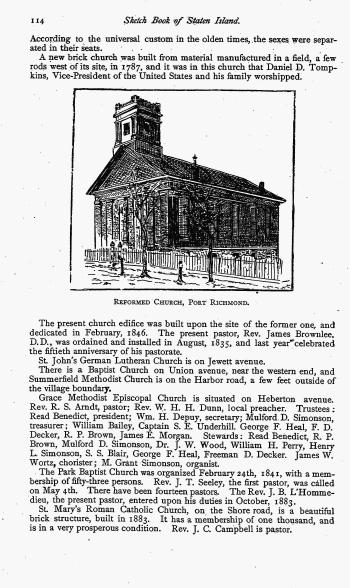 114 Sketch Book of Staten Island.
According to the universal custom in the olden times, the sexes were separ-
ated in their seats.
A new brick church was built from material manufactured in a field, a few
rods west of its site, in 1787, and it was in this church that Daniel D. Tomp-
kins, Vice-President of the United States and his family worshipped.
REFORMED CHURCH, PORT RICHMOND.
The present church edifice was built upon the site of the former one, and
dedicated in February, 1846. The present pastor, Rev. James Brownlee,
D.D., was ordained and installed in August, 1835, and last year celebrated
the fiftieth anniversary of his pastorate.
St. John's German Lutheran Church is on Jewett avenue.
There is a Baptist Church on Union avenue, near the western end, and
Summerfield Methodist Church is on the Harbor road, a few feet outside of
the village boundary.
Grace Methodist Episcopal Church is situated on Heberton avenue.
Rev. R. S. Arndt, pastor; Rev. W. H. H. Dunn, local preacher. Trustees:
Read Benedict, president; Wm. H. Depuy, secretary; Mulford D. Simonson,
treasurer; William Bailey, Captain S. E. Underhill. George F. Heal, F. D.
Decker, R. P. Brown, James E. Morgan. Stewards: Read Benedict, R. P.
Brown, Mulford D. Simonson, Dr. J. W. Wood, William H. Perry, Henry
L. Simonson, S. S. Blair, George F. Heal, Freeman D. Decker. James W.
Wortz, chorister; M. Grant Simonson, organist.
The Park Baptist Church was organized February 24th, 1841, with a mem-
bership of fifty-three persons. Rev. J. T. Seeley, the first pastor, was called
on May 4th. There have been fourteen pastors. The Rev. J. B. L'Homme-
dieu, the present pastor, entered upon his duties in October, 1883.
St. Mary's Roman Catholic Church, on the Shore road, is a beautiful
brick structure, built in 1883. It has a membership of one thousand, and
is in a very prosperous condition. Rev. J. C. Campbell is pastor.